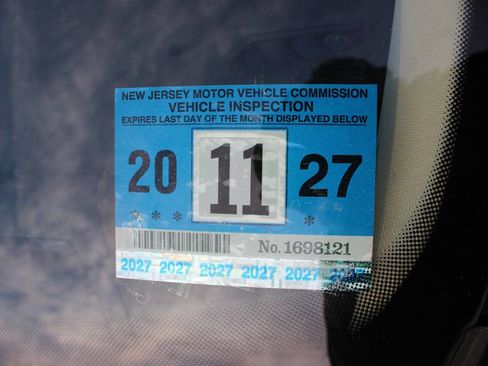 NEW JERSEY MOTOR VEHICLE COMMISSION
VEHICLE INSPECTION
EXPIRES LAST DAY OF THE MONTH DISPLAYED BELOW
20 11 27
* * * *
No. 1698121
2027 2027 2027 2027 2027